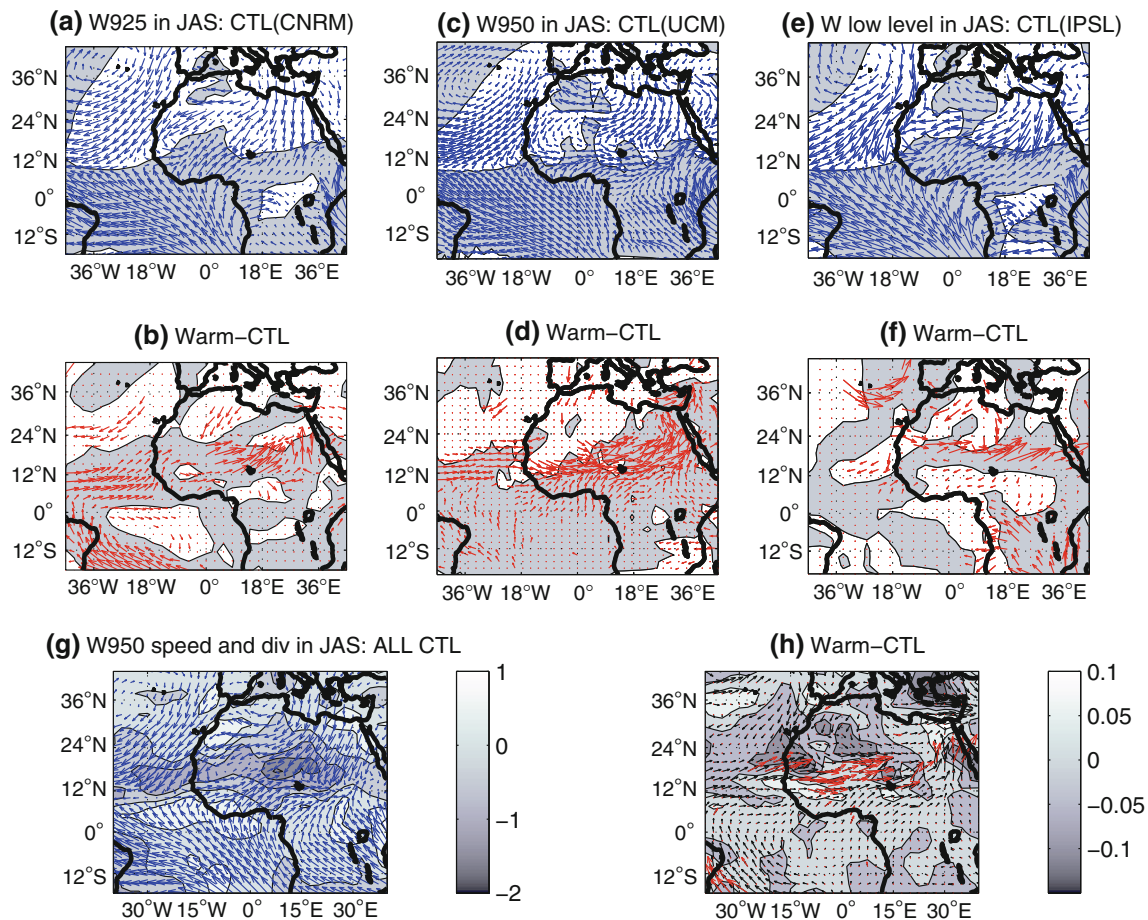 (a) W925 in JAS: CTL(CNRM)
(c) W950 in JAS: CTL(UCM)
(e) W low level in JAS: CTL(IPSL)
36°N
24°N
12°N
0°
12°S
36°W 18°W 0° 18°E 36°E
36°N
24°N
12°N
0°
12°S
36°W 18°W 0° 18°E 36°E
36°N
24°N
12°N
0°
12°S
36°W 18°W 0° 18°E 36°E
(b) Warm−CTL
(d) Warm−CTL
(f) Warm−CTL
36°N
24°N
12°N
0°
12°S
36°W 18°W 0° 18°E 36°E
36°N
24°N
12°N
0°
12°S
36°W 18°W 0° 18°E 36°E
36°N
24°N
12°N
0°
12°S
36°W 18°W 0° 18°E 36°E
(g) W950 speed and div in JAS: ALL CTL
(h) Warm−CTL
36°N
24°N
12°N
0°
12°S
30°W 15°W 0° 15°E 30°E
1
0
−1
−2
36°N
24°N
12°N
0°
12°S
30°W 15°W 0° 15°E 30°E
0.1
0.05
0
−0.05
−0.1